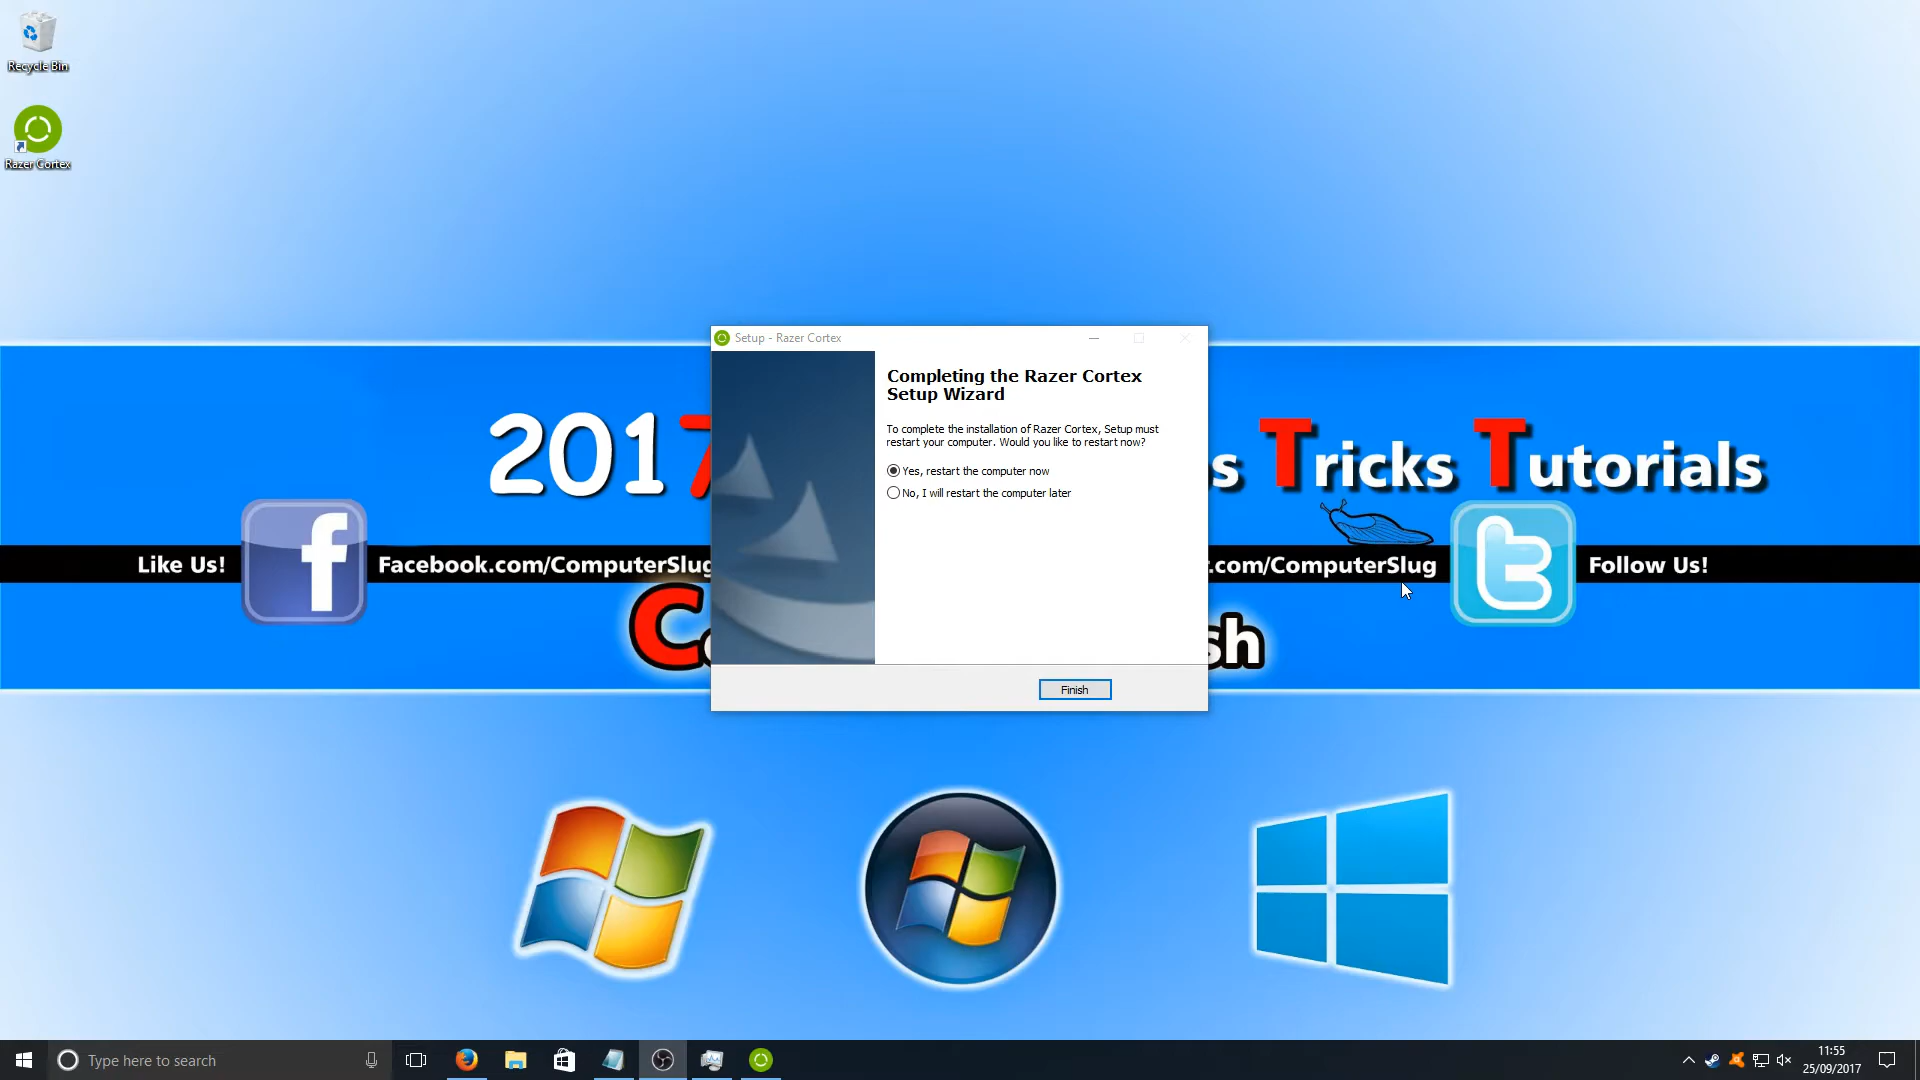 Recycle Bin
Razer Cortex
Setup - Razer Cortex
Completing the Razer Cortex
Setup Wizard
To complete the installation of Razer Cortex, Setup must
restart your computer. Would you like to restart now?
Yes, restart the computer now
No, I will restart the computer later
Finish
2017
s Tricks Tutorials
Like Us!
Facebook.com/ComputerSlug
.com/ComputerSlug
Follow Us!
C
sh
Type here to search
11:55
25/09/2017